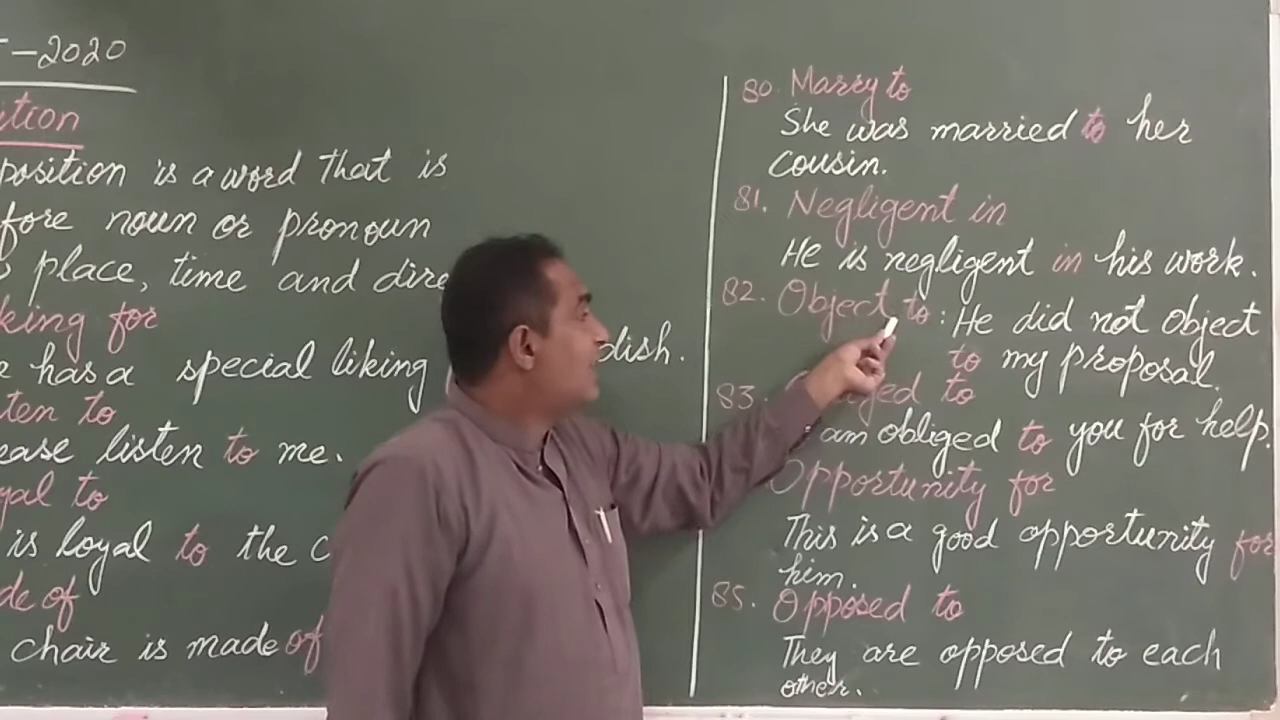 -2020
ition
position is a word that is
fore noun or pronoun
place, time and dire
king for
has a special liking dish.
ten to
ease listen to me.
yal to
is loyal to the c
de of
chair is made of
80. Marry to
She was married to her
cousin.
81. Negligent in
He is negligent in his work.
82. Object to: He did not object
to my proposal.
83. ged to
am obliged to you for help.
Opportunity for
This is a good opportunity for
him.
85. Opposed to
They are opposed to each
other.